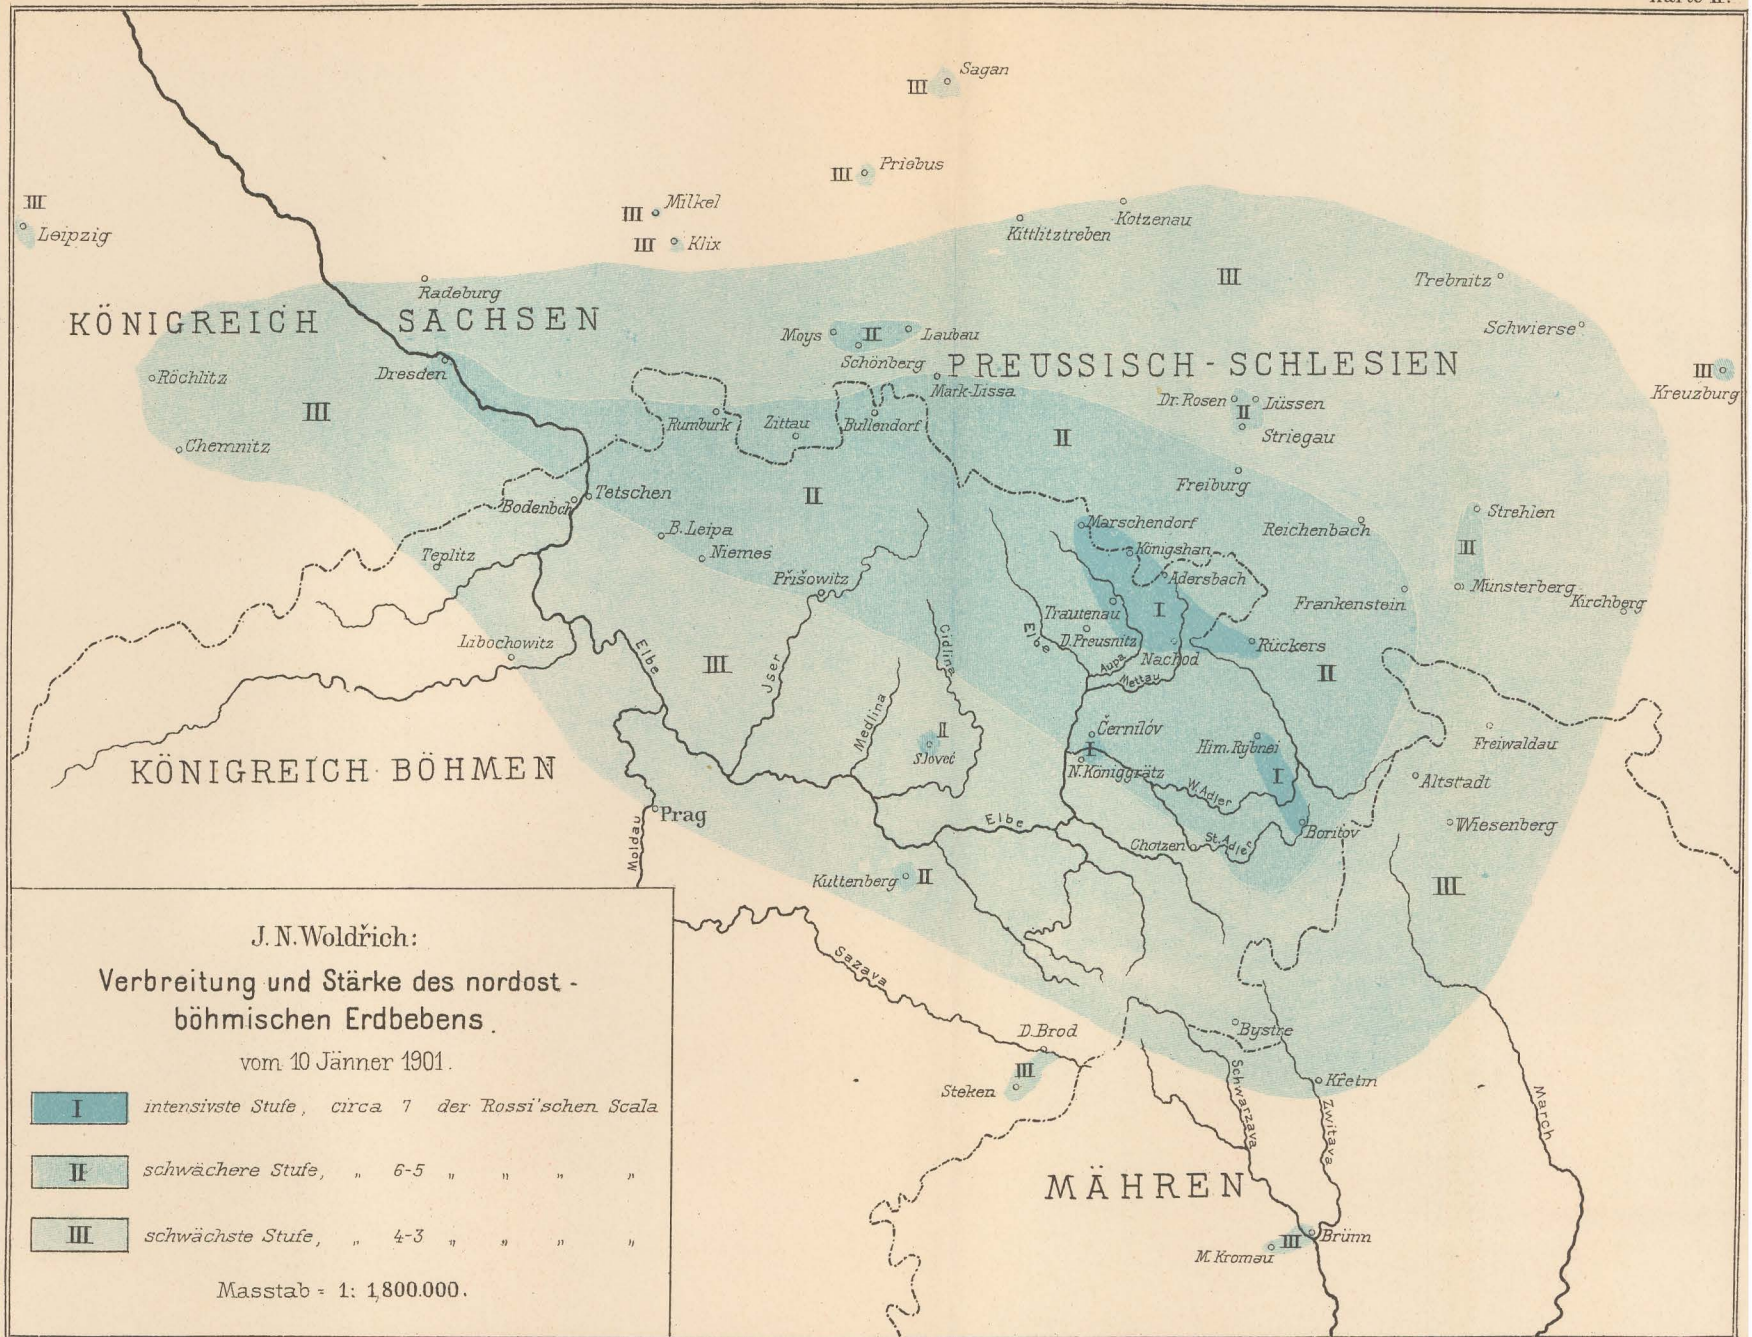 Sagan
III
Priebus
III
III
Milkel
III
III
Klix
Leipzig
Kotzenau
Kittlitztreben
III
Trebnitz
Radeburg
KÖNIGREICH SACHSEN
Moys
II
Laubau
Schwierse
Schönberg
PREUSSISCH-SCHLESIEN
Röchlitz
Dresden
III
Kreuzburg
Mark-Lissa
III
Dr. Rosen
Lüssen
II
Striegau
Rumburk
Zittau
Bullendorf
II
Chemnitz
Freiburg
Bodenbch
Tetschen
II
Strehlen
B. Leipa
Marschendorf
Reichenbach
Teplitz
Niemes
Königshan
III
Přišowitz
Adersbach
Münsterberg
Kirchberg
Trautenau
I
Frankenstein
Libochowitz
Elbe
Cidlina
Elbe
D. Preusnitz
Rückers
III
Jser
Aupa
Nachod
Mettau
II
Medlina
II
Sloveč
Černilóv
Him. Rybnei
Freiwaldau
I
KÖNIGREICH BÖHMEN
N. Königgrätz
I
Altstadt
W. Adler
Prag
Elbe
Boritov
Wiesenberg
Moldau
Chotzen
St. Adler
Kuttenberg
II
III
J. N. Woldřich:
Verbreitung und Stärke des nordost-
böhmischen Erdbebens.
vom 10 Jänner 1901.
I intensivste Stufe, circa 7 der Rossi'schen Scala
II schwächere Stufe, „ 6-5 „ „ „ „
III schwächste Stufe, „ 4-3 „ „ „ „
Masstab = 1: 1,800.000.
Sazava
D. Brod
Bystre
III
Steken
Schwarzava
Křetin
Zwitava
March
MÄHREN
III
Brünn
M. Kromau